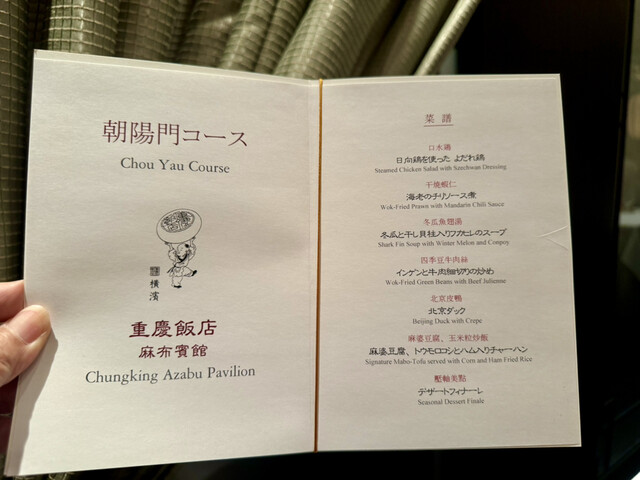 朝陽門コース
Chou Yau Course
横濱
重慶飯店
麻布賓館
Chungking Azabu Pavilion
菜譜
口水鶏
日向鶏を使った よだれ鶏
Steamed Chicken Salad with Szechwan Dressing
干焼蝦仁
海老のチリソース煮
Wok-Fried Prawn with Mandarin Chili Sauce
冬瓜魚翅湯
冬瓜と干し貝柱入りフカヒレのスープ
Shark Fin Soup with Winter Melon and Conpoy
四季豆牛肉絲
インゲンと牛肉(細切り)の炒め
Wok-Fried Green Beans with Beef Julienne
北京皮鴨
北京ダック
Beijing Duck with Crepe
麻婆豆腐、玉米粒炒飯
麻婆豆腐、トウモロコシとハム入りチャーハン
Signature Mabo-Tofu served with Corn and Ham Fried Rice
壓軸美點
デザートフィナーレ
Seasonal Dessert Finale